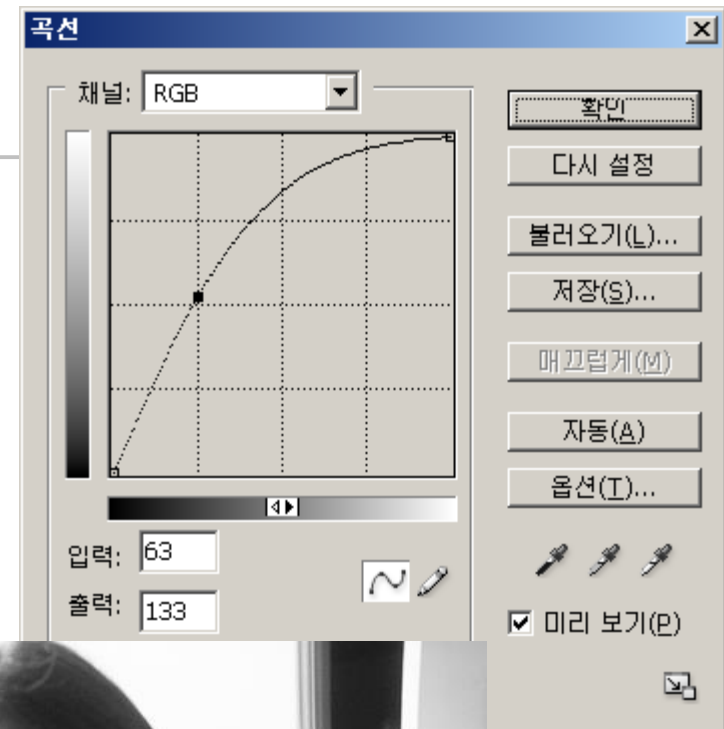 곡선
채널: RGB
확인
다시 설정
불러오기(L)...
저장(S)...
매끄럽게(M)
자동(A)
옵션(T)...
입력: 63
출력: 133
미리 보기(P)